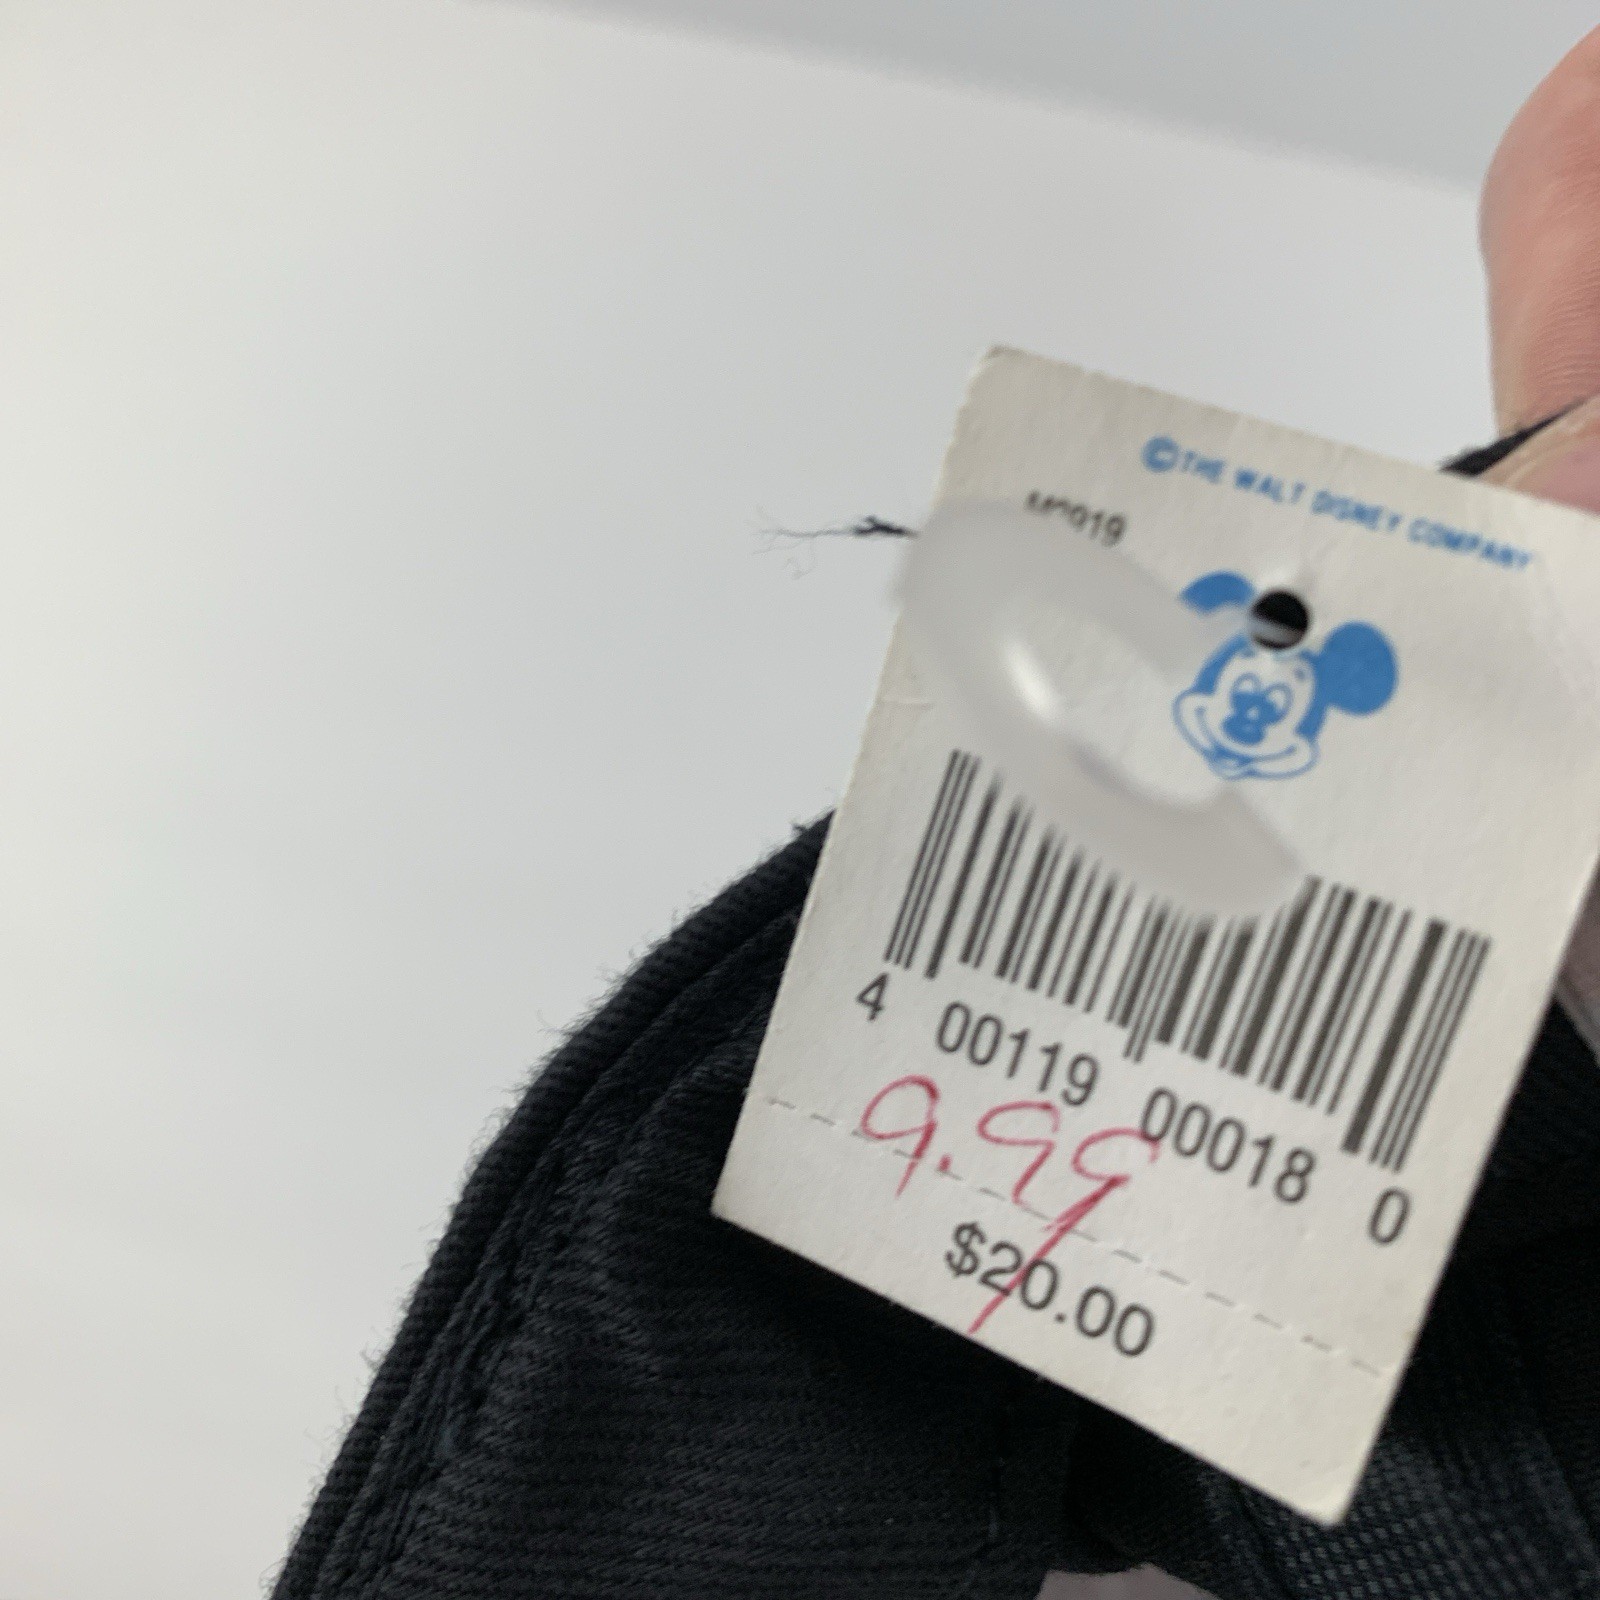 ©THE WALT DISNEY COMPANY
4 00119 00018 0
9.99
$20.00